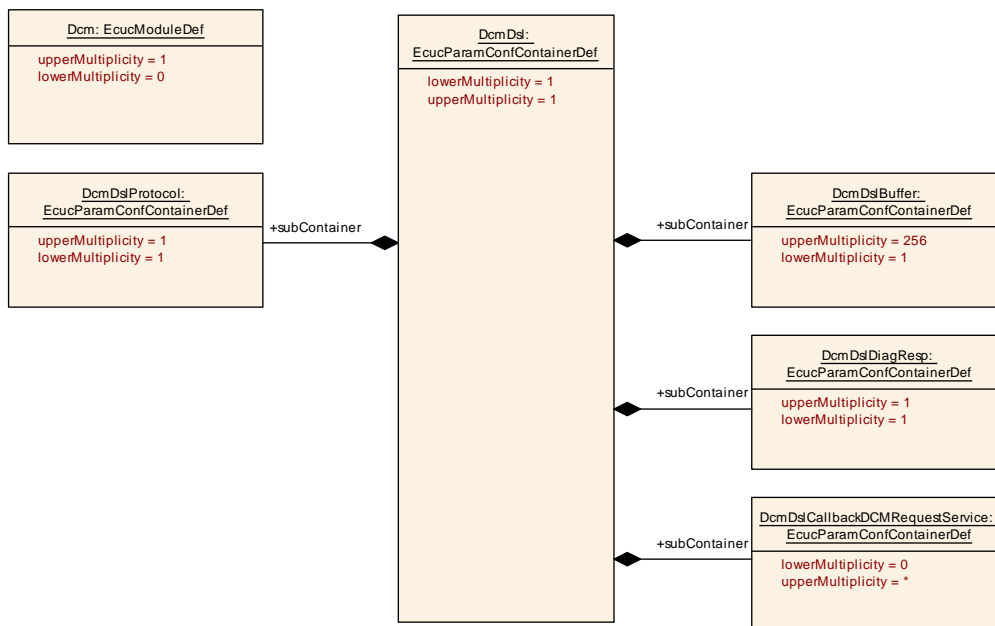 Dcm: EcucModuleDef
upperMultiplicity = 1
lowerMultiplicity = 0
DcmDsl:
EcucParamConfContainerDef
lowerMultiplicity = 1
upperMultiplicity = 1
DcmDslProtocol:
EcucParamConfContainerDef
upperMultiplicity = 1
lowerMultiplicity = 1
+subContainer
+subContainer
DcmDslBuffer:
EcucParamConfContainerDef
upperMultiplicity = 256
lowerMultiplicity = 1
+subContainer
DcmDslDiagResp:
EcucParamConfContainerDef
upperMultiplicity = 1
lowerMultiplicity = 1
+subContainer
DcmDslCallbackDCMRequestService:
EcucParamConfContainerDef
lowerMultiplicity = 0
upperMultiplicity = *